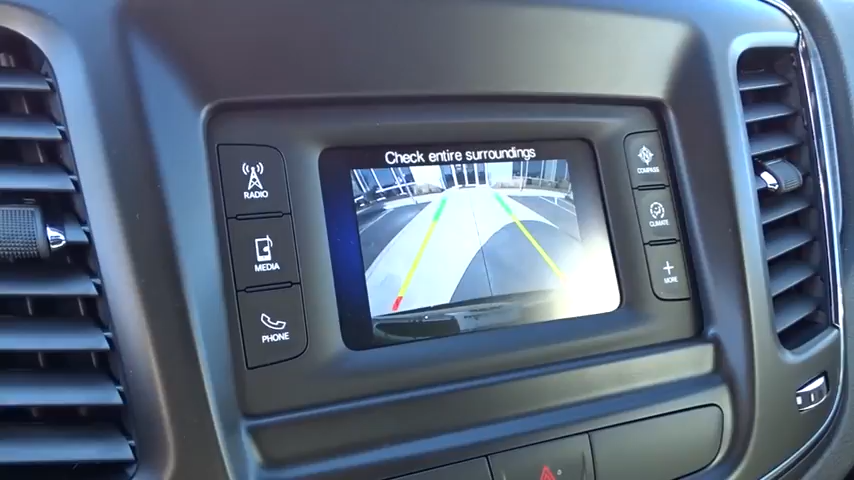 Check entire surroundings
RADIO
MEDIA
PHONE
N
COMPASS
CLIMATE
+
MORE